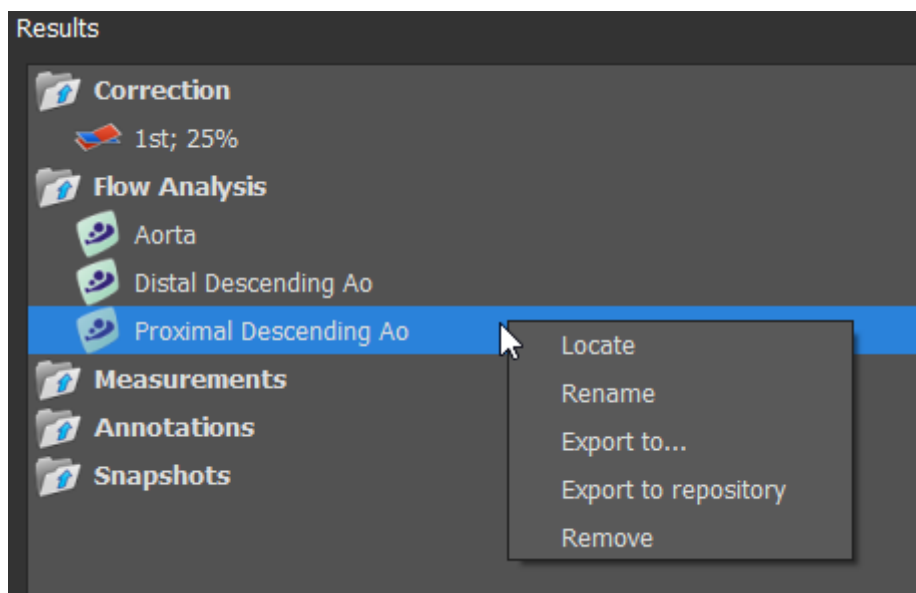 Results
Correction
1st; 25%
Flow Analysis
Aorta
Distal Descending Ao
Proximal Descending Ao
Locate
Rename
Export to...
Export to repository
Remove
Measurements
Annotations
Snapshots